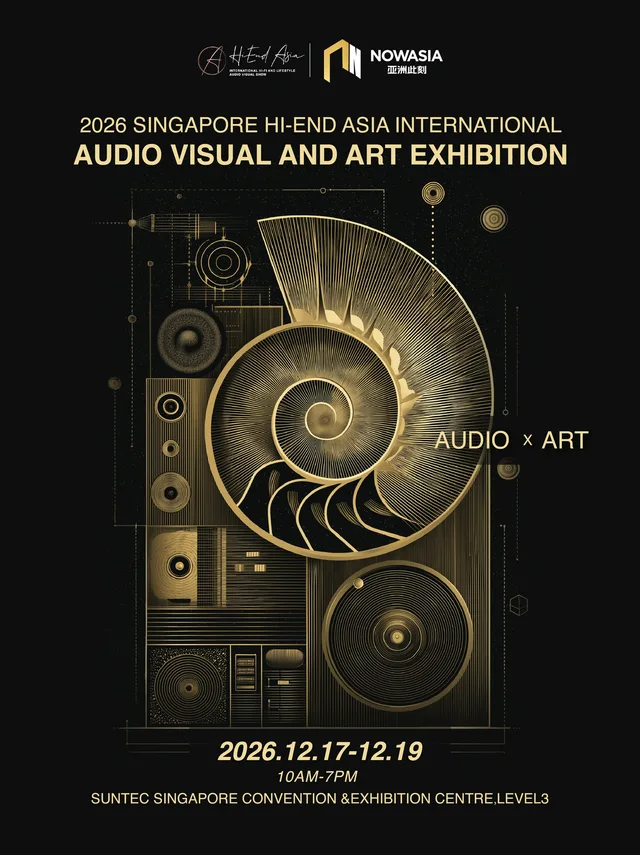 Hi-End Asia
INTERNATIONAL HI-FI AND LIFESTYLE
AUDIO VISUAL SHOW
NOWASIA
亚洲此刻
2026 SINGAPORE HI-END ASIA INTERNATIONAL
AUDIO VISUAL AND ART EXHIBITION
AUDIO x ART
2026.12.17-12.19
10AM-7PM
SUNTEC SINGAPORE CONVENTION &EXHIBITION CENTRE,LEVEL3